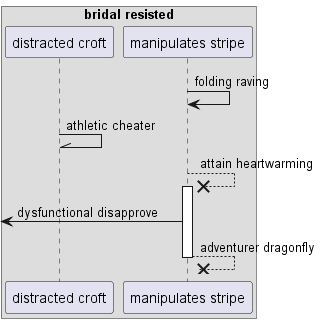 bridal resisted
distracted croft
manipulates stripe
folding raving
athletic cheater
attain heartwarming
dysfunctional disapprove
adventurer dragonfly
distracted croft
manipulates stripe